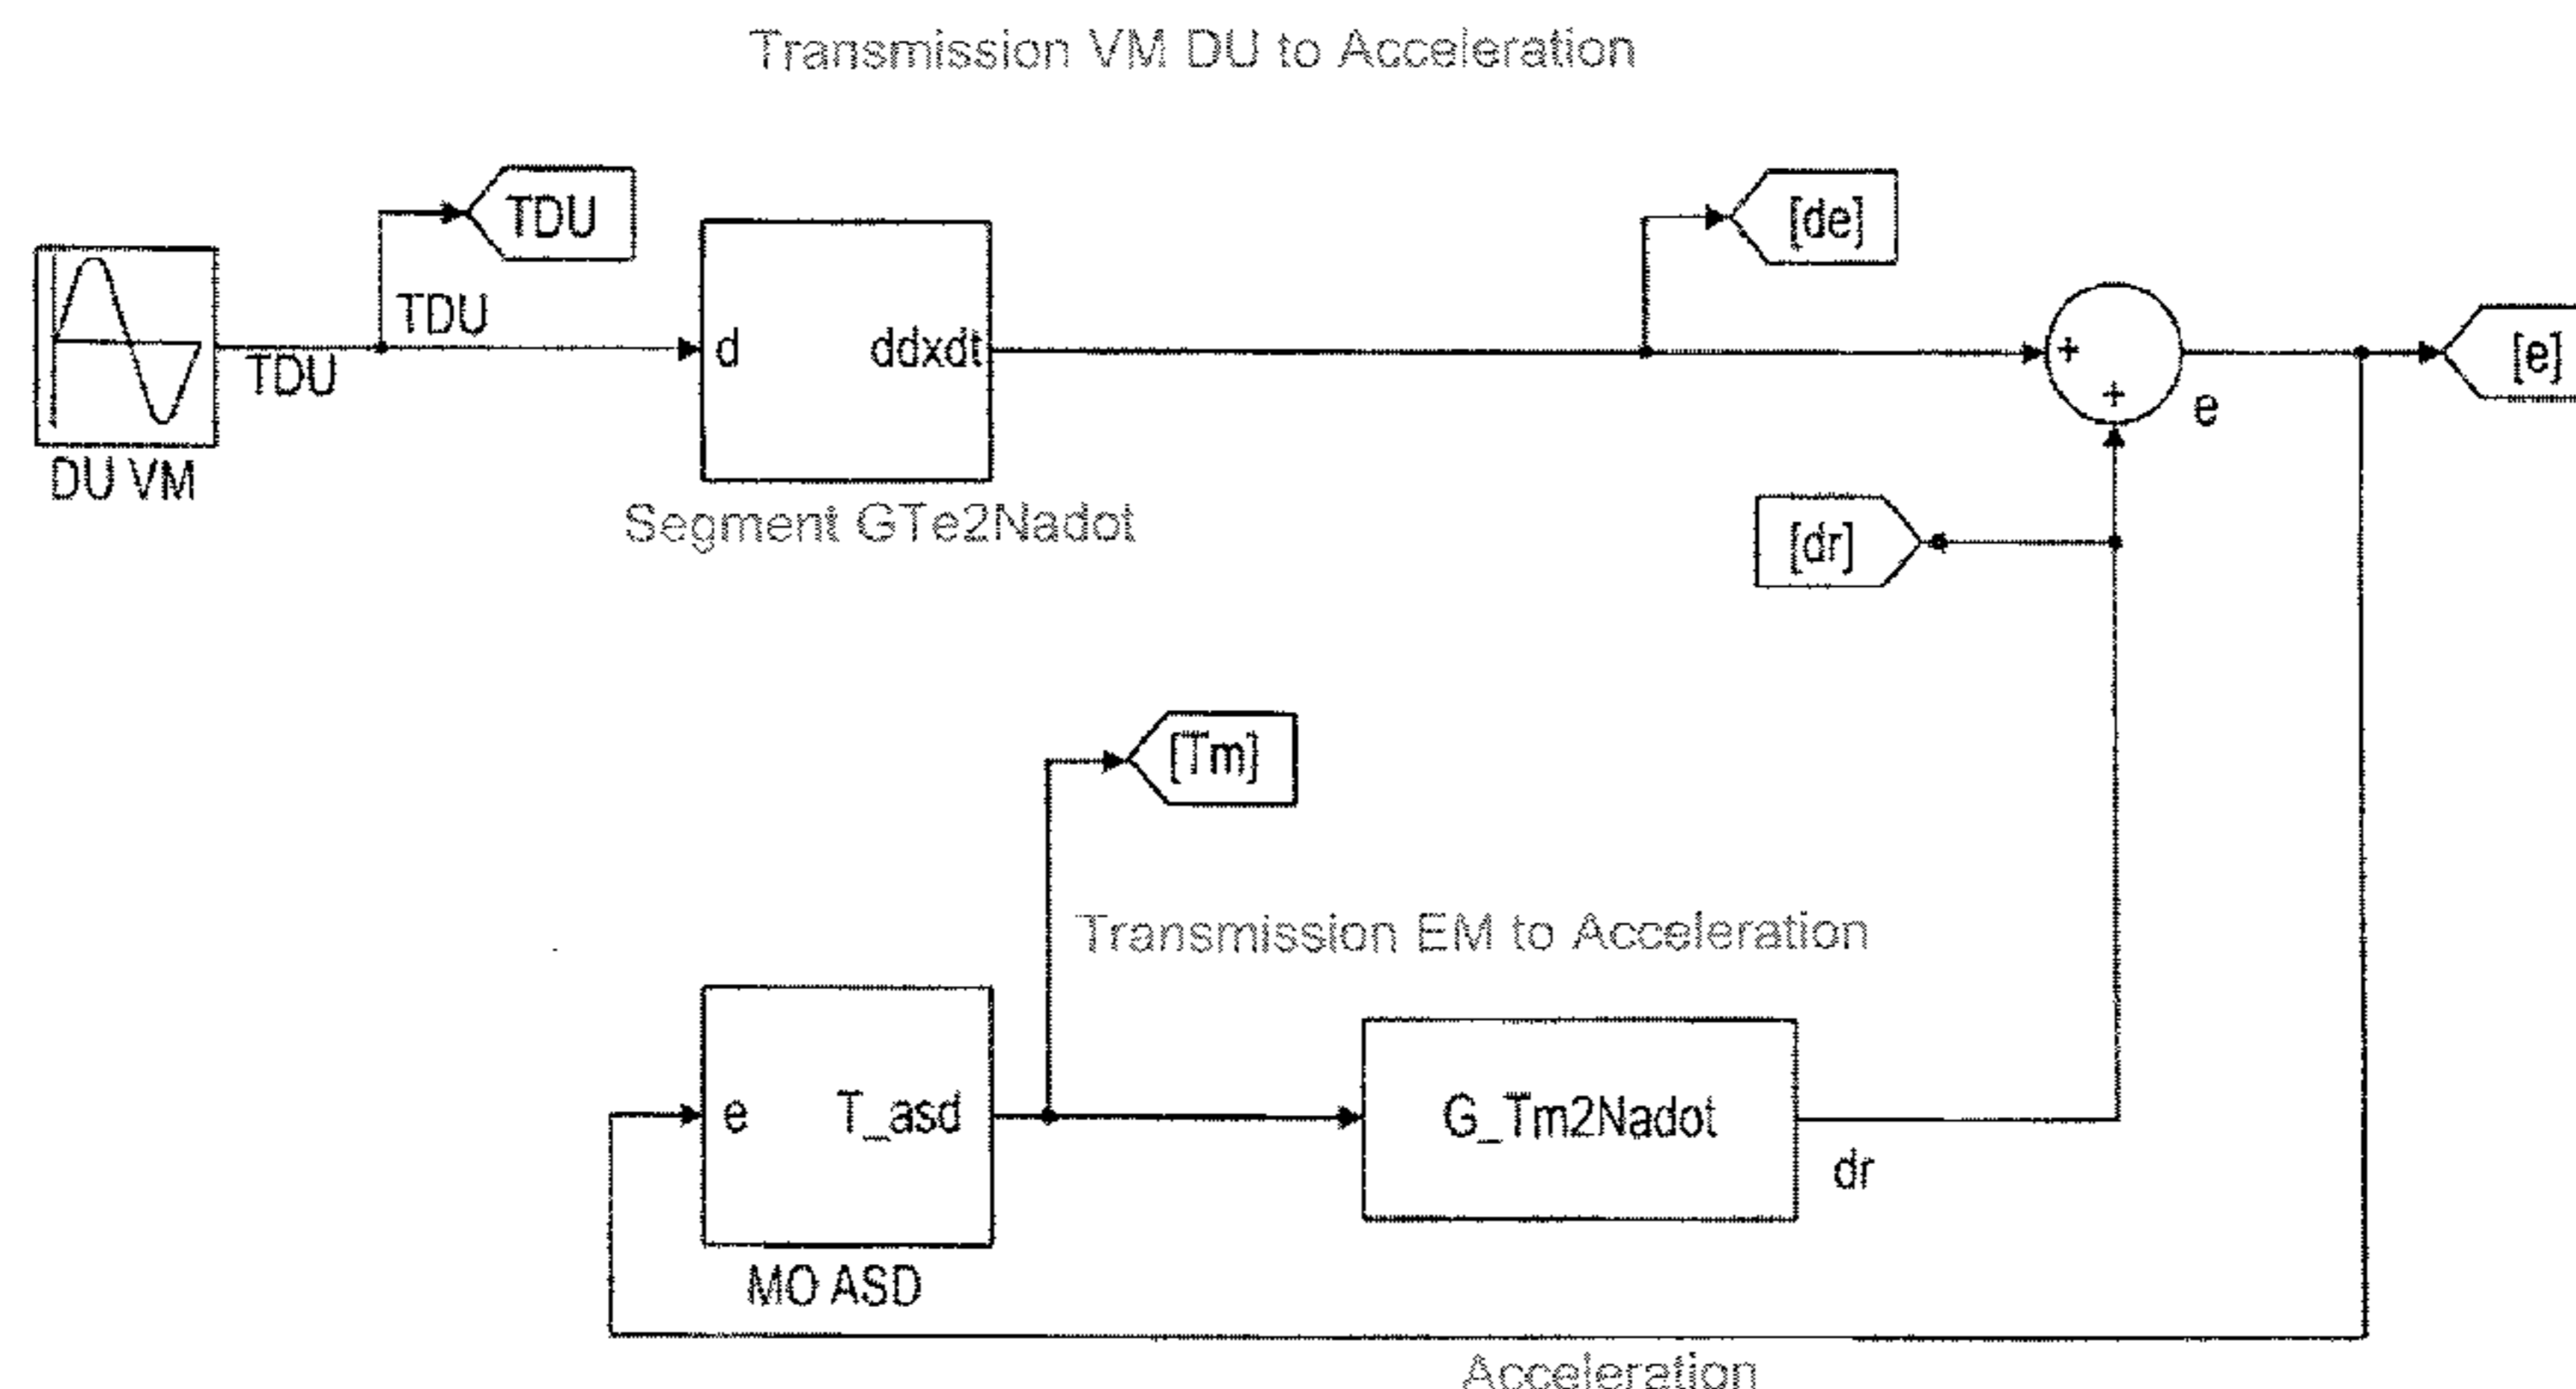 Transmission VM DU to Acceleration
TDU
[de]
TDU
TDU
d
ddxdt
+
+
e
[e]
DU VM
Segment GTe2Nadot
[dr]
[Tm]
Transmission EM to Acceleration
e
T_asd
G_Tm2Nadot
dr
MO ASD
Acceleration